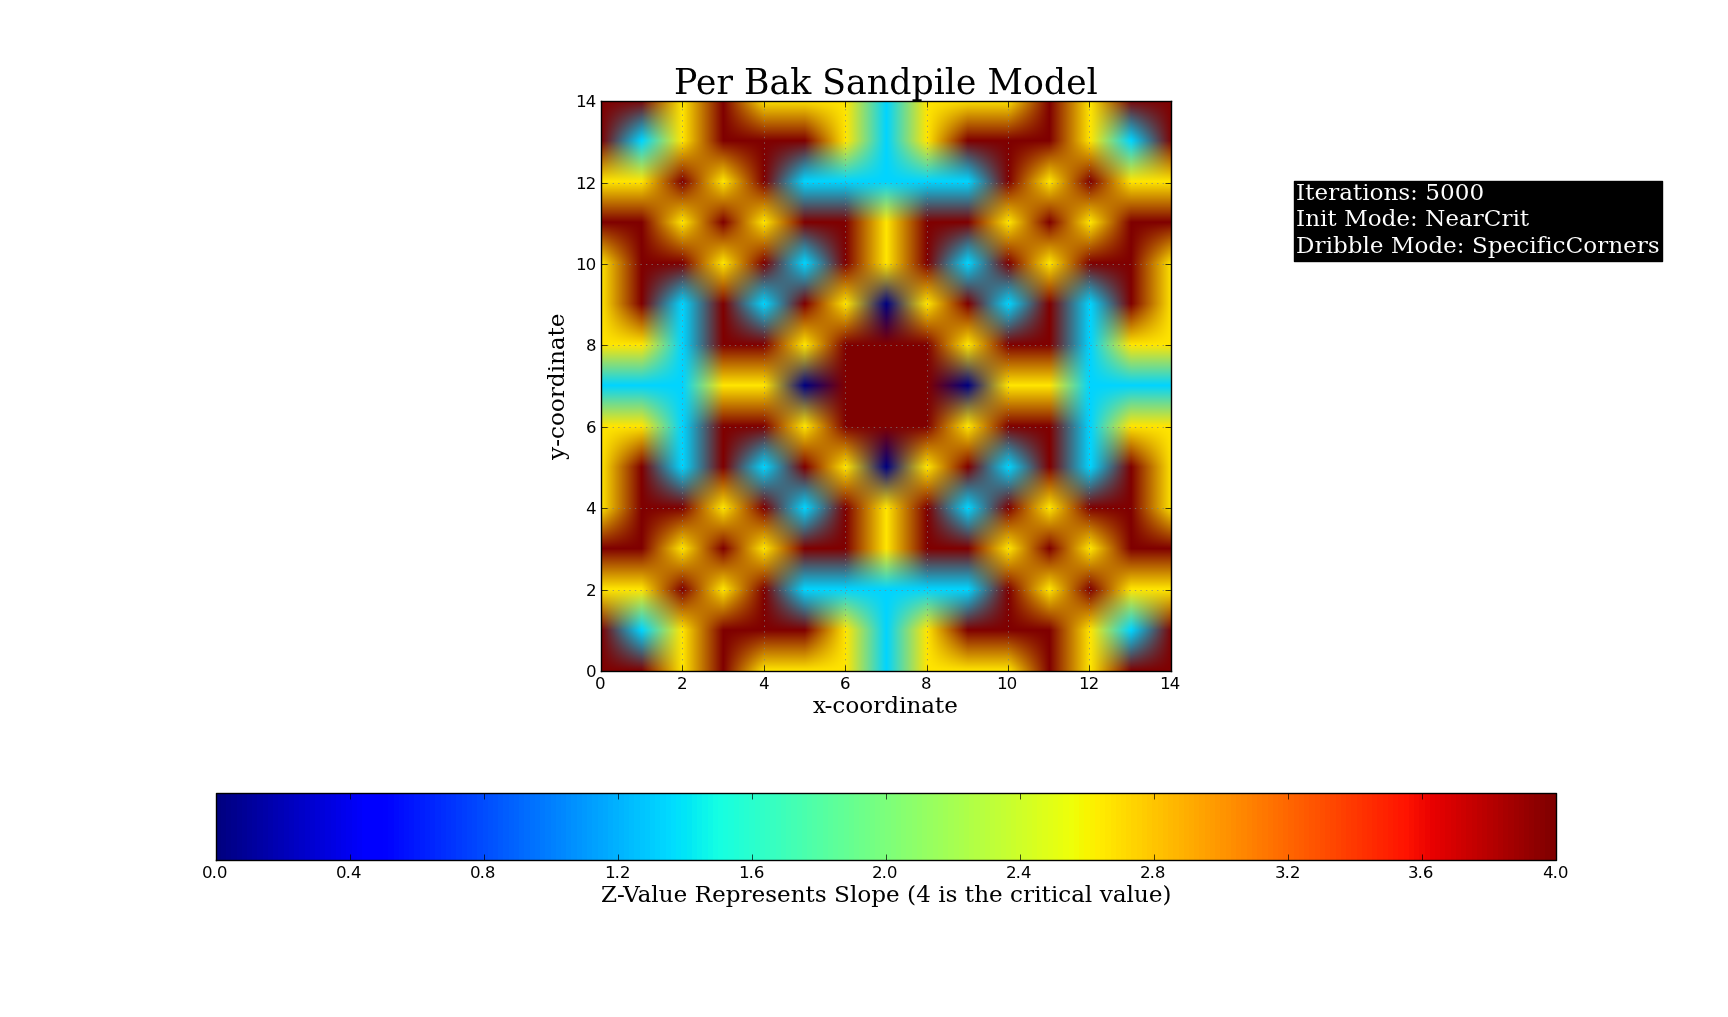 Per Bak Sandpile Model
14
12
10
8
6
4
2
0
y-coordinate
0 2 4 6 8 10 12 14
x-coordinate
Iterations: 5000
Init Mode: NearCrit
Dribble Mode: SpecificCorners
0.0 0.4 0.8 1.2 1.6 2.0 2.4 2.8 3.2 3.6 4.0
Z-Value Represents Slope (4 is the critical value)